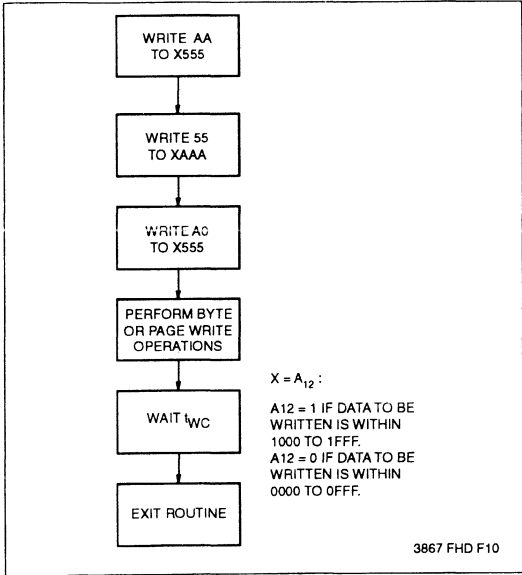 WRITE AA
TO X555
WRITE 55
TO XAAA
WRITE A0
TO X555
PERFORM BYTE
OR PAGE WRITE
OPERATIONS
WAIT tWC
EXIT ROUTINE
X = A12 :
A12 = 1 IF DATA TO BE
WRITTEN IS WITHIN
1000 TO 1FFF.
A12 = 0 IF DATA TO BE
WRITTEN IS WITHIN
0000 TO 0FFF.
3867 FHD F10